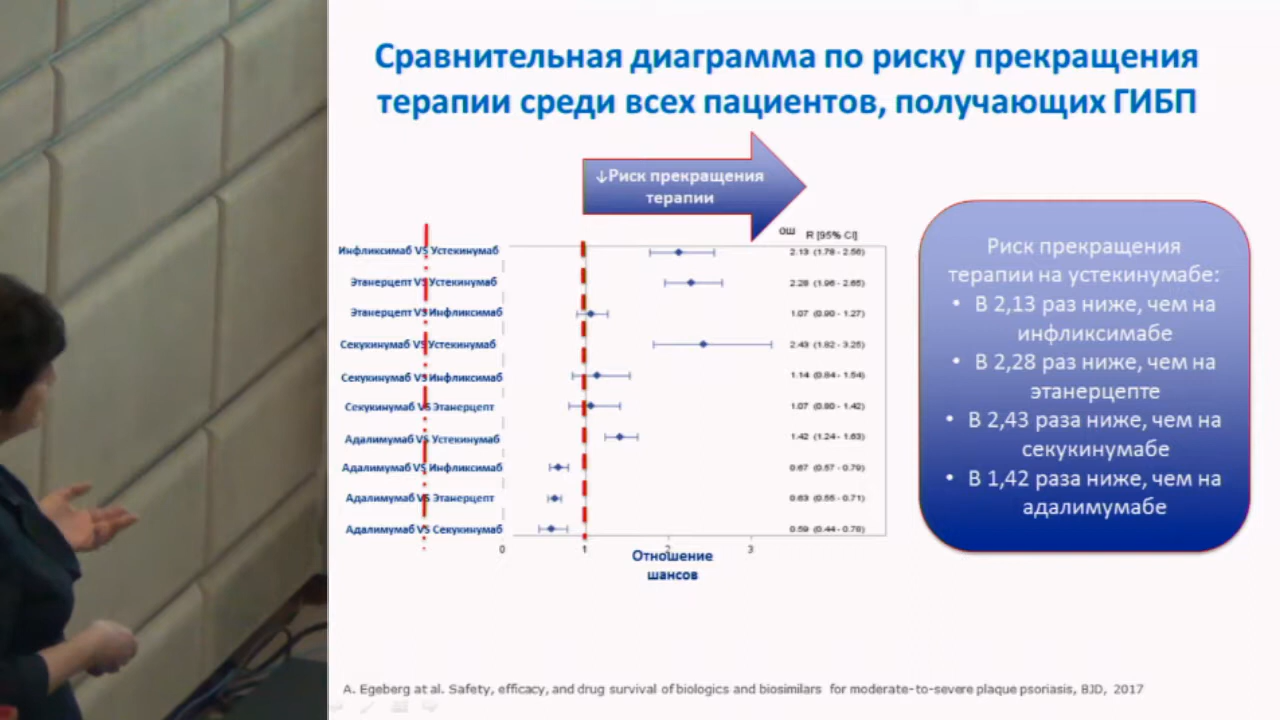 Сравнительная диаграмма по риску прекращения
терапии среди всех пациентов, получающих ГИБП
↓Риск прекращения
терапии
ОШ R [95% CI]
Инфликсимаб VS Устекинумаб 2.13 (1.78 - 2.56)
Этанерцепт VS Устекинумаб 2.28 (1.96 - 2.65)
Этанерцепт VS Инфликсимаб 1.07 (0.90 - 1.27)
Секукинумаб VS Устекинумаб 2.43 (1.82 - 3.25)
Секукинумаб VS Инфликсимаб 1.14 (0.84 - 1.54)
Секукинумаб VS Этанерцепт 1.07 (0.80 - 1.42)
Адалимумаб VS Устекинумаб 1.42 (1.24 - 1.63)
Адалимумаб VS Инфликсимаб 0.67 (0.57 - 0.79)
Адалимумаб VS Этанерцепт 0.63 (0.55 - 0.71)
Адалимумаб VS Секукинумаб 0.59 (0.44 - 0.78)
0 1 2 3
Отношение
шансов
Риск прекращения
терапии на устекинумабе:
• В 2,13 раз ниже, чем на
инфликсимабе
• В 2,28 раз ниже, чем на
этанерцепте
• В 2,43 раза ниже, чем на
секукинумабе
• В 1,42 раза ниже, чем на
адалимумабе
A. Egeberg at al. Safety, efficacy, and drug survival of biologics and biosimilars for moderate-to-severe plaque psoriasis, BJD, 2017